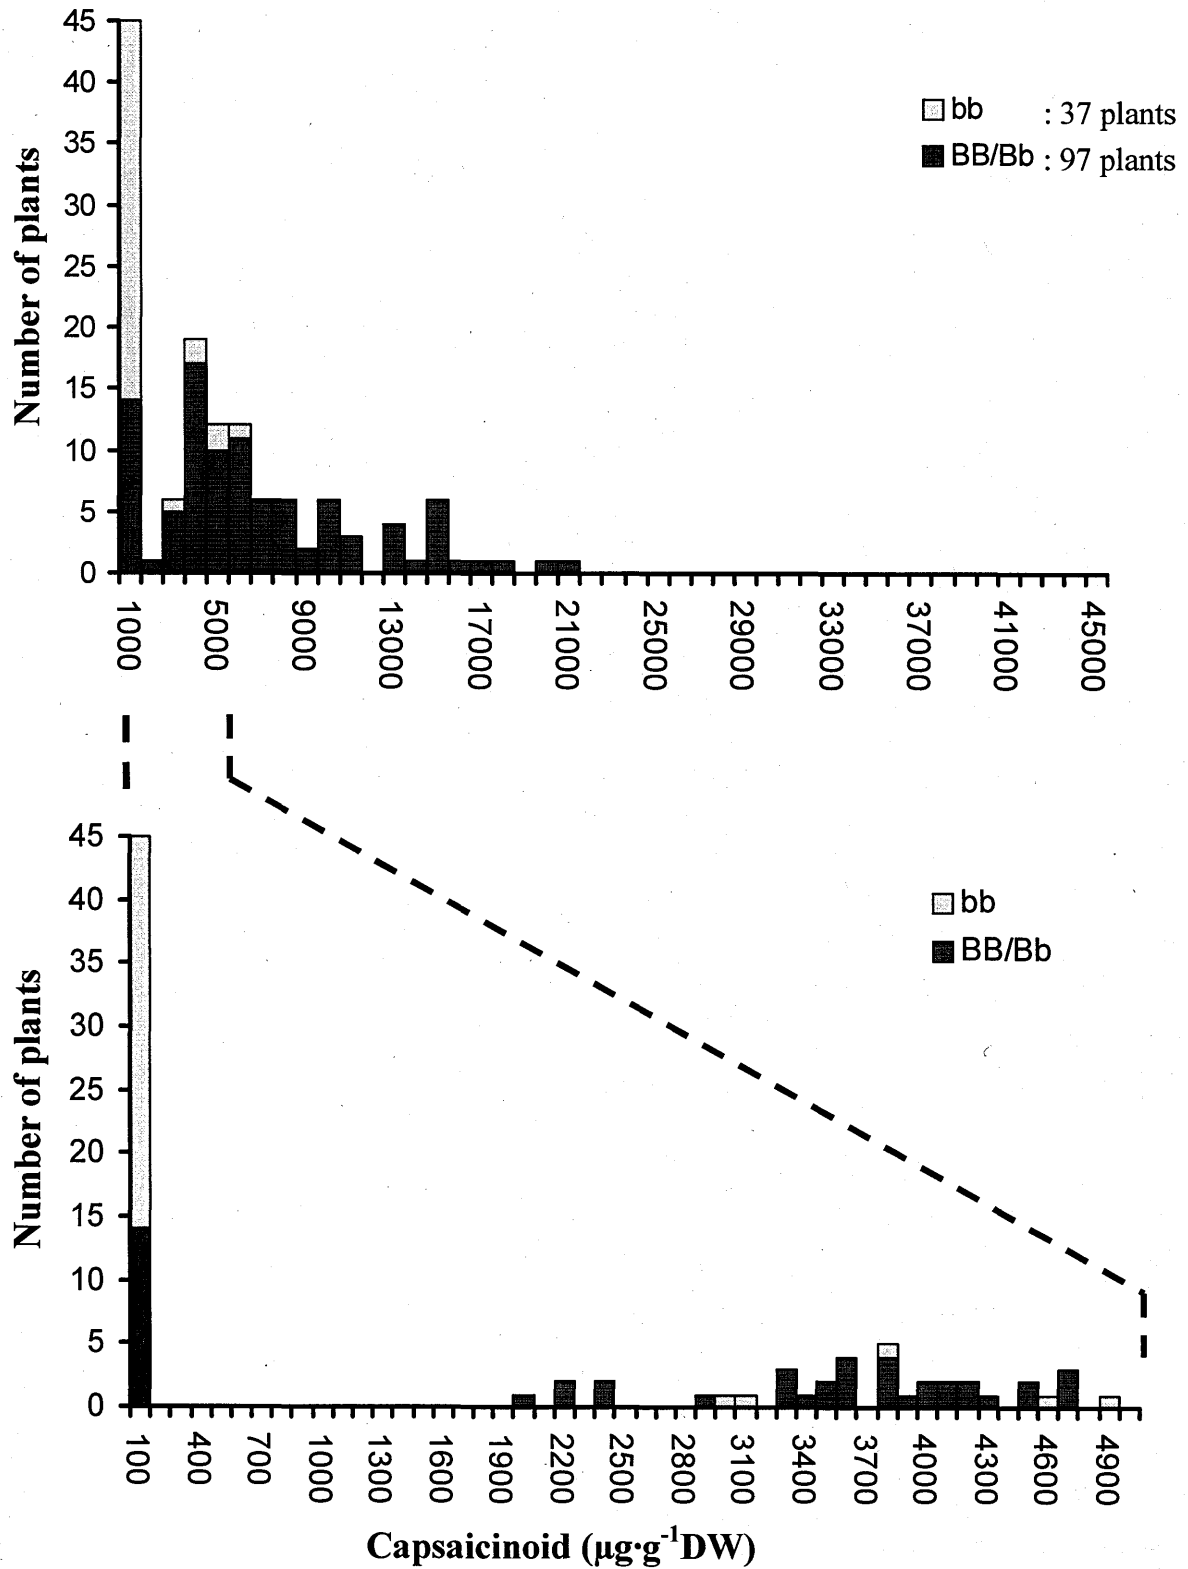 45
40
35
30
25
20
15
10
5
0
Number of plants
bb : 37 plants
BB/Bb : 97 plants
1000 5000 9000 13000 17000 21000 25000 29000 33000 37000 41000 45000
45
40
35
30
25
20
15
10
5
0
Number of plants
bb
BB/Bb
100 400 700 1000 1300 1600 1900 2200 2500 2800 3100 3400 3700 4000 4300 4600 4900
Capsaicinoid (µg·g⁻¹DW)